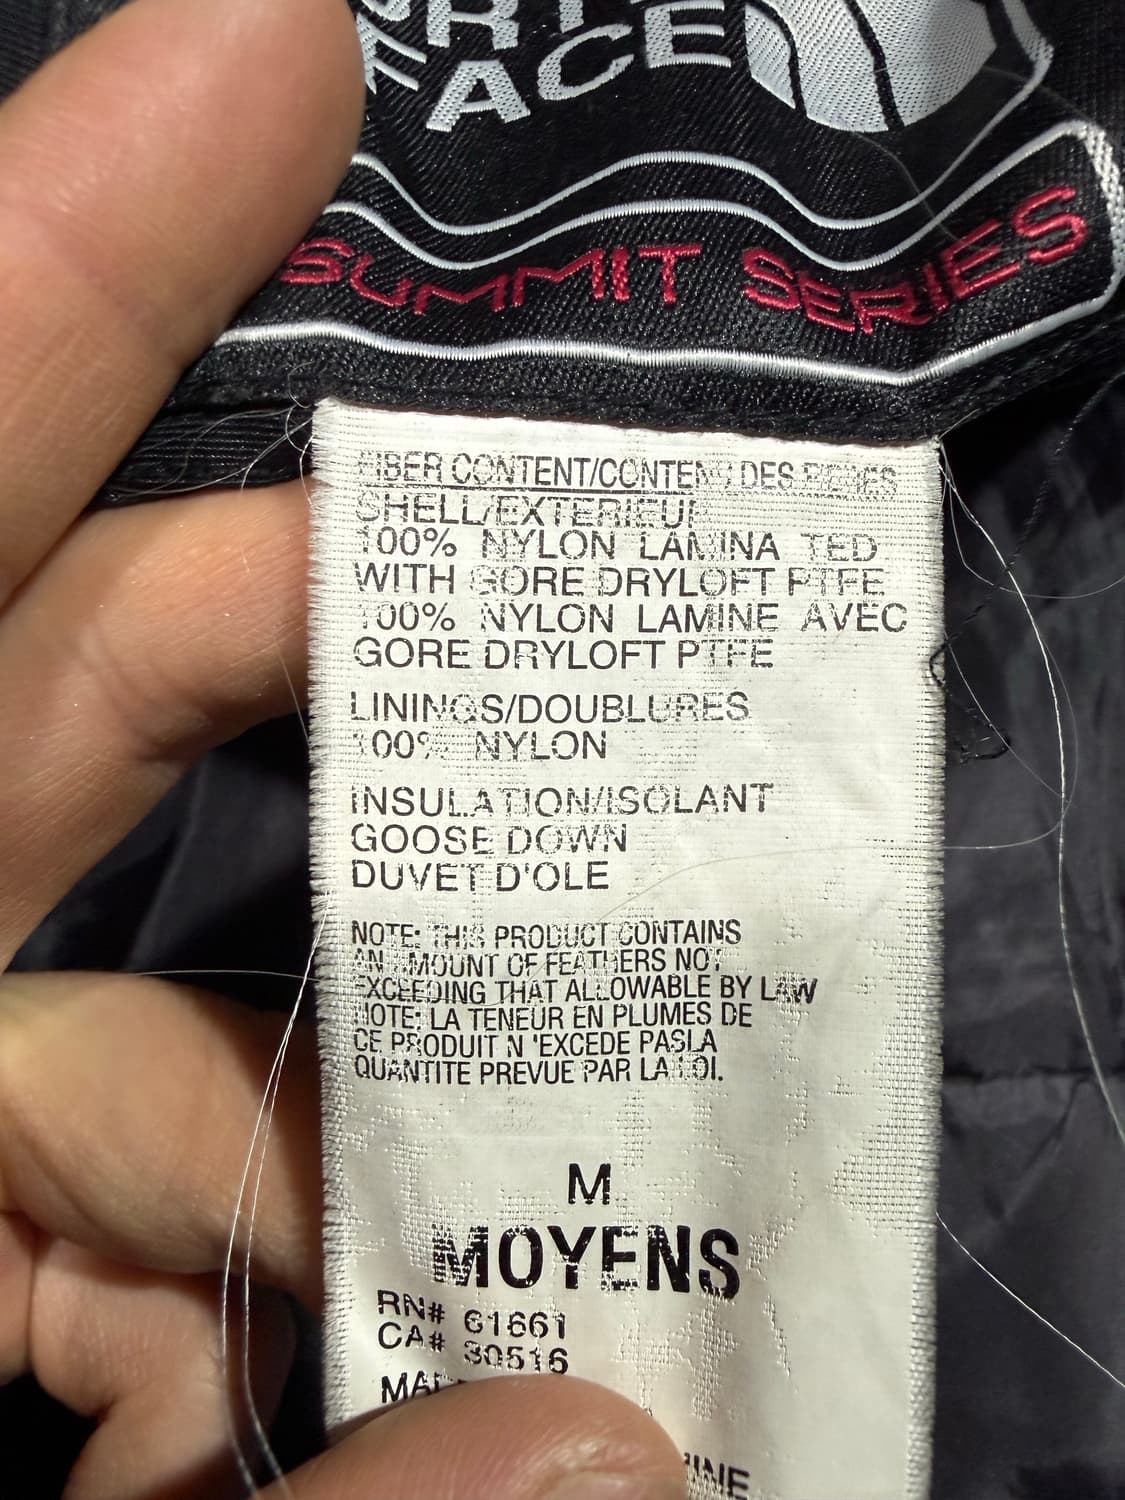 FACE
SUMMIT SERIES
FIBER CONTENT/CONTENU DES FIBRES
SHELL/EXTERIEUR
100% NYLON LAMINA TED
WITH GORE DRYLOFT PTFE
100% NYLON LAMINE AVEC
GORE DRYLOFT PTFE
LININGS/DOUBLURES
100% NYLON
INSULATION/ISOLANT
GOOSE DOWN
DUVET D'OLE
NOTE: THIS PRODUCT CONTAINS
AN AMOUNT OF FEATHERS NOT
EXCEEDING THAT ALLOWABLE BY LAW
NOTE: LA TENEUR EN PLUMES DE
CE PRODUIT N 'EXCEDE PASLA
QUANTITE PREVUE PAR LA LOI.
M
MOYENS
RN# 61661
CA# 30516